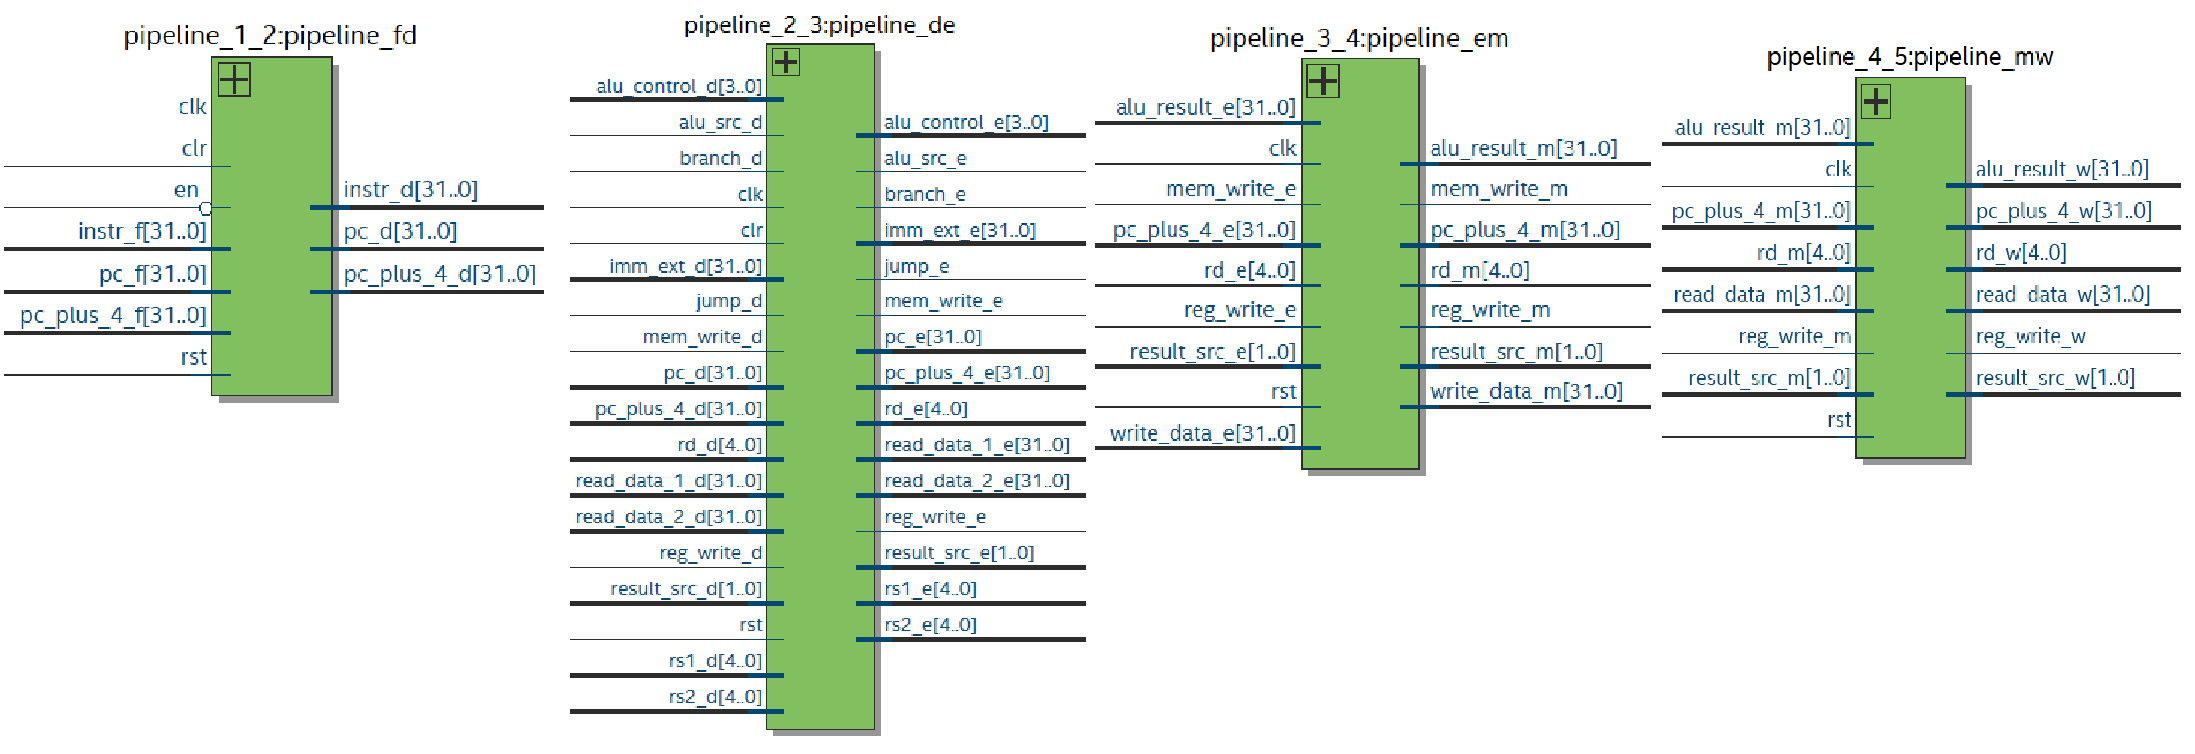 pipeline_1_2:pipeline_fd
clk
clr
en
instr_f[31..0]
pc_f[31..0]
pc_plus_4_f[31..0]
rst
instr_d[31..0]
pc_d[31..0]
pc_plus_4_d[31..0]
pipeline_2_3:pipeline_de
alu_control_d[3..0]
alu_src_d
branch_d
clk
clr
imm_ext_d[31..0]
jump_d
mem_write_d
pc_d[31..0]
pc_plus_4_d[31..0]
rd_d[4..0]
read_data_1_d[31..0]
read_data_2_d[31..0]
reg_write_d
result_src_d[1..0]
rst
rs1_d[4..0]
rs2_d[4..0]
alu_control_e[3..0]
alu_src_e
branch_e
imm_ext_e[31..0]
jump_e
mem_write_e
pc_e[31..0]
pc_plus_4_e[31..0]
rd_e[4..0]
read_data_1_e[31..0]
read_data_2_e[31..0]
reg_write_e
result_src_e[1..0]
rs1_e[4..0]
rs2_e[4..0]
pipeline_3_4:pipeline_em
alu_result_e[31..0]
clk
mem_write_e
pc_plus_4_e[31..0]
rd_e[4..0]
reg_write_e
result_src_e[1..0]
rst
write_data_e[31..0]
alu_result_m[31..0]
mem_write_m
pc_plus_4_m[31..0]
rd_m[4..0]
reg_write_m
result_src_m[1..0]
write_data_m[31..0]
pipeline_4_5:pipeline_mw
alu_result_m[31..0]
clk
pc_plus_4_m[31..0]
rd_m[4..0]
read_data_m[31..0]
reg_write_m
result_src_m[1..0]
rst
alu_result_w[31..0]
pc_plus_4_w[31..0]
rd_w[4..0]
read_data_w[31..0]
reg_write_w
result_src_w[1..0]